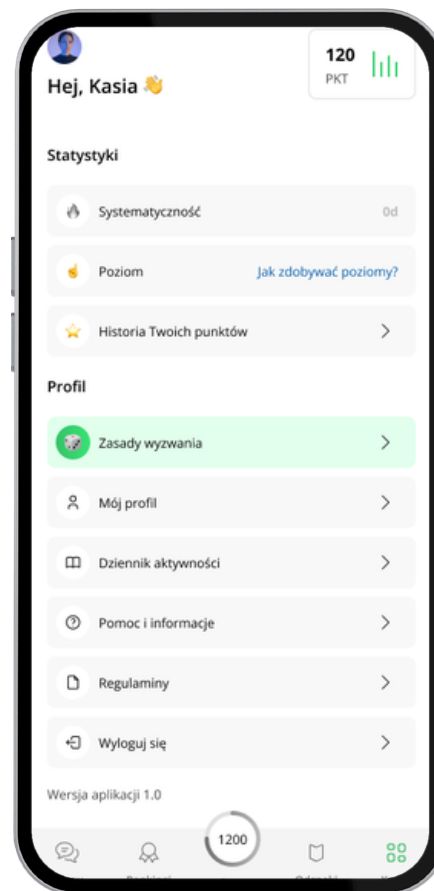 120
PKT
Hej, Kasia 👋
Statystyki
Systematyczność 0d
Poziom Jak zdobywać poziomy?
Historia Twoich punktów
Profil
Zasady wyzwania
Mój profil
Dziennik aktywności
Pomoc i informacje
Regulaminy
Wyloguj się
Wersja aplikacji 1.0
1200